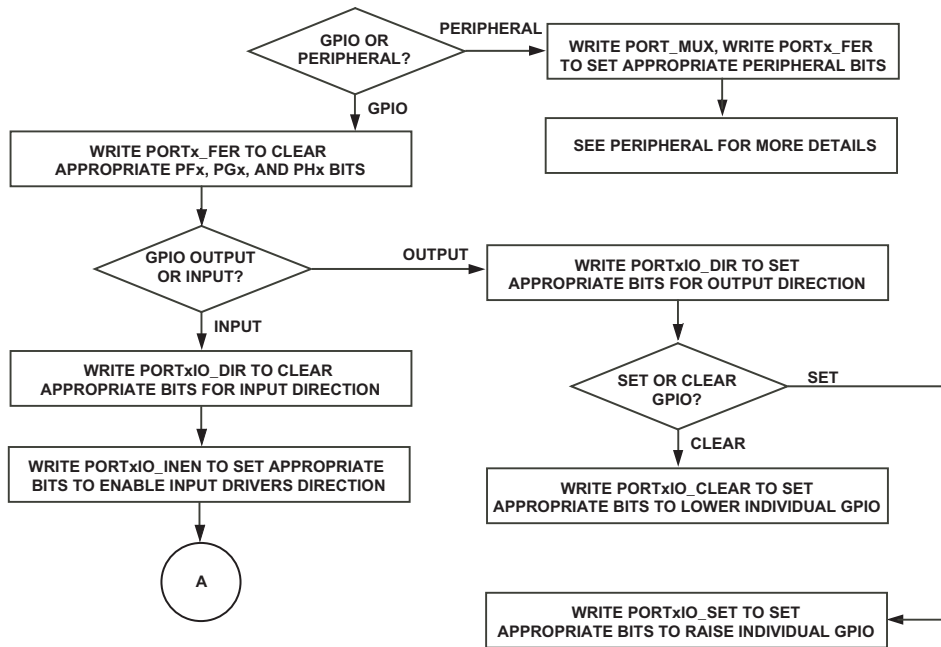 GPIO OR
PERIPHERAL?
PERIPHERAL
WRITE PORT_MUX, WRITE PORTx_FER
TO SET APPROPRIATE PERIPHERAL BITS
SEE PERIPHERAL FOR MORE DETAILS
GPIO
WRITE PORTx_FER TO CLEAR
APPROPRIATE PFx, PGx, AND PHx BITS
GPIO OUTPUT
OR INPUT?
OUTPUT
WRITE PORTxIO_DIR TO SET
APPROPRIATE BITS FOR OUTPUT DIRECTION
INPUT
WRITE PORTxIO_DIR TO CLEAR
APPROPRIATE BITS FOR INPUT DIRECTION
SET OR CLEAR
GPIO?
SET
CLEAR
WRITE PORTxIO_INEN TO SET APPROPRIATE
BITS TO ENABLE INPUT DRIVERS DIRECTION
WRITE PORTxIO_CLEAR TO SET
APPROPRIATE BITS TO LOWER INDIVIDUAL GPIO
A
WRITE PORTxIO_SET TO SET
APPROPRIATE BITS TO RAISE INDIVIDUAL GPIO